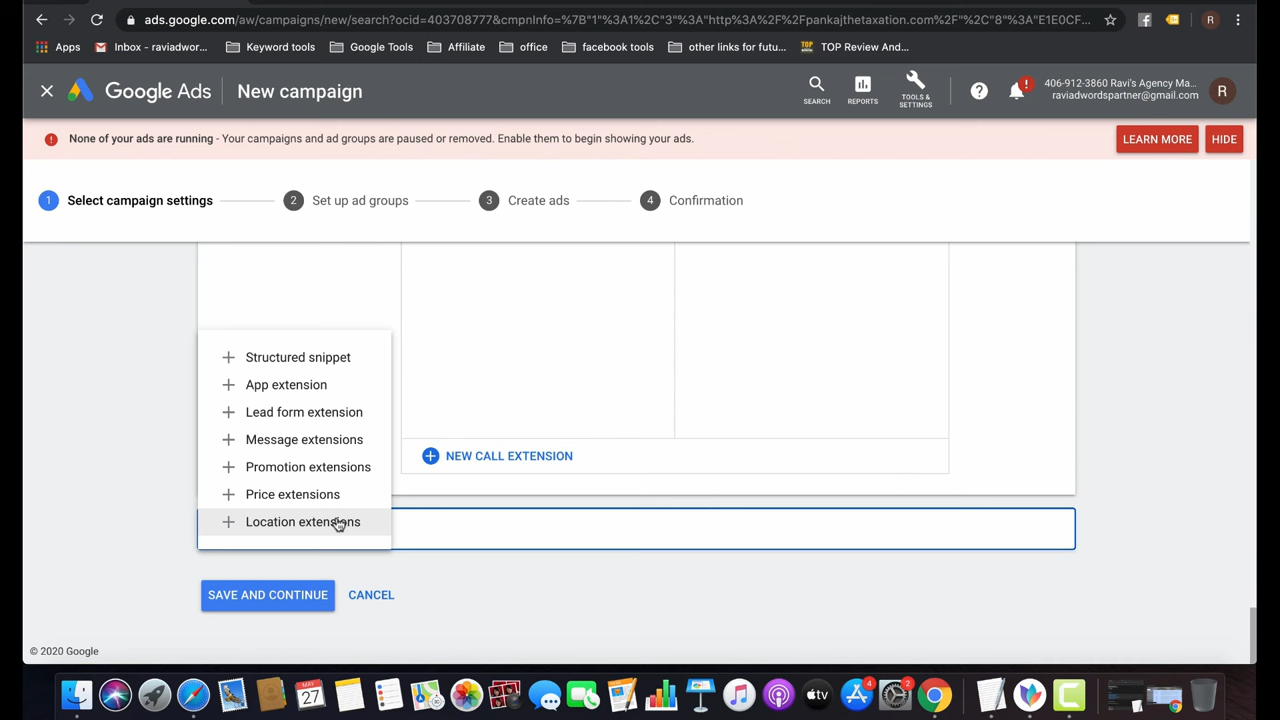 ads.google.com/aw/campaigns/new/search?ocid=403708777&cmpnInfo=%7B"1"%3A1%2C"3"%3A"http%3A%2F%2Fpankajthetaxation.com%2F"%2C"8"%3A"E1E0CF...
R
Apps
Inbox - raviadwor...
Keyword tools
Google Tools
Affiliate
office
facebook tools
other links for futu...
TOP Review And...
Google Ads
New campaign
SEARCH
REPORTS
TOOLS & SETTINGS
406-912-3860 Ravi's Agency Ma...
raviadwordspartner@gmail.com
R
None of your ads are running - Your campaigns and ad groups are paused or removed. Enable them to begin showing your ads.
LEARN MORE
HIDE
1 Select campaign settings
2 Set up ad groups
3 Create ads
4 Confirmation
Structured snippet
App extension
Lead form extension
Message extensions
Promotion extensions
Price extensions
Location extensions
NEW CALL EXTENSION
SAVE AND CONTINUE
CANCEL
© 2020 Google
MAY
27
tv
4
2